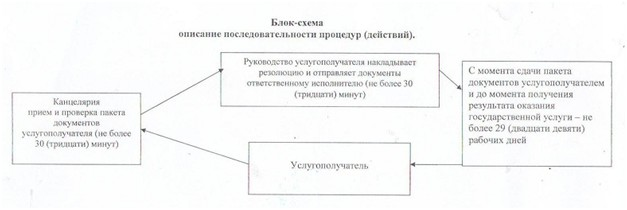 Блок-схема
описание последовательности процедур (действий).
Руководство услугополучателя накладывает
резолюцию и отправляет документы
ответственному исполнителю (не более 30
(тридцати) минут)
С момента сдачи пакета
документов услугополучателем
и до момента получения
результата оказания
государственной услуги – не
более 29 (двадцати девяти)
рабочих дней
Канцелярия
прием и проверка пакета
документов
услугополучателя (не более
30 (тридцати) минут)
Услугополучатель